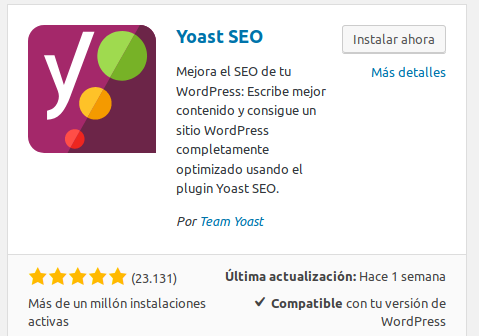 y
Yoast SEO
Instalar ahora
Más detalles
Mejora el SEO de tu
WordPress: Escribe mejor
contenido y consigue un
sitio WordPress
completamente
optimizado usando el
plugin Yoast SEO.
Por Team Yoast
(23.131)
Más de un millón instalaciones
activas
Última actualización: Hace 1 semana
Compatible con tu versión de
WordPress